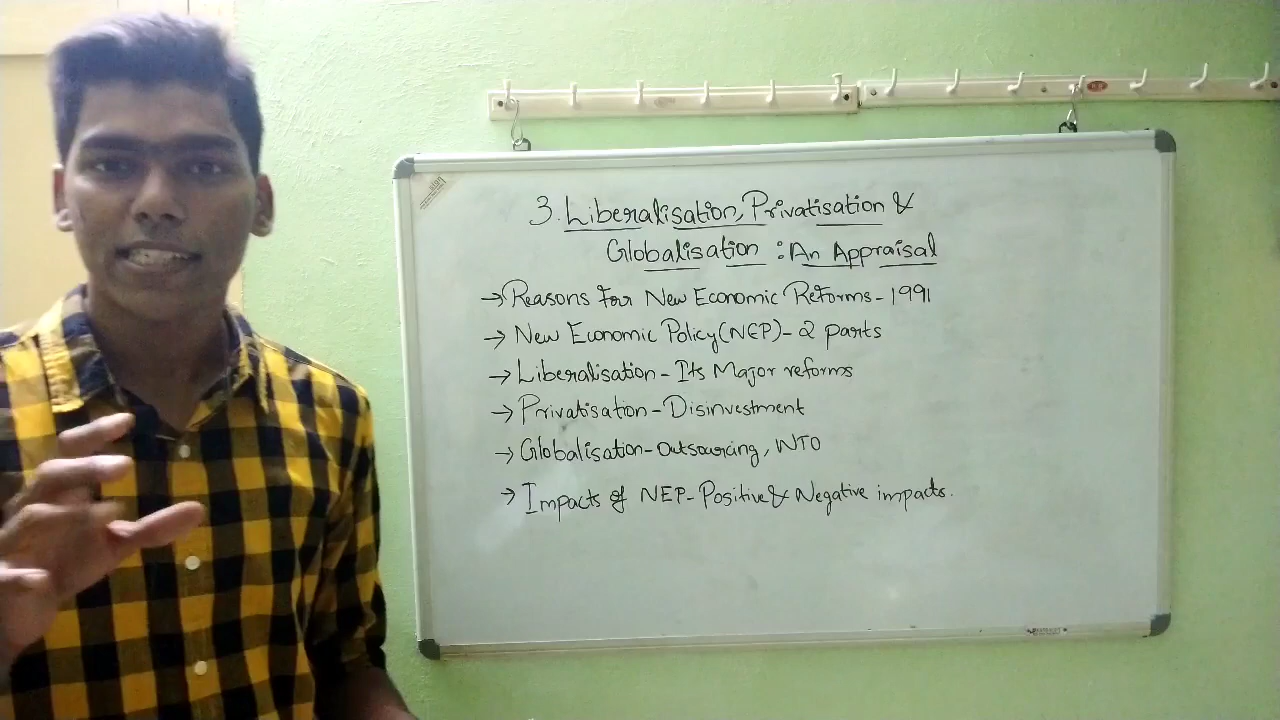 3. Liberalisation, Privatisation &
Globalisation : An Appraisal
→ Reasons For New Economic Reforms - 1991
→ New Economic Policy (NEP) - 2 parts
→ Liberalisation - Its Major reforms
→ Privatisation - Disinvestment
→ Globalisation - Outsourcing, WTO
→ Impacts of NEP - Positive & Negative impacts.